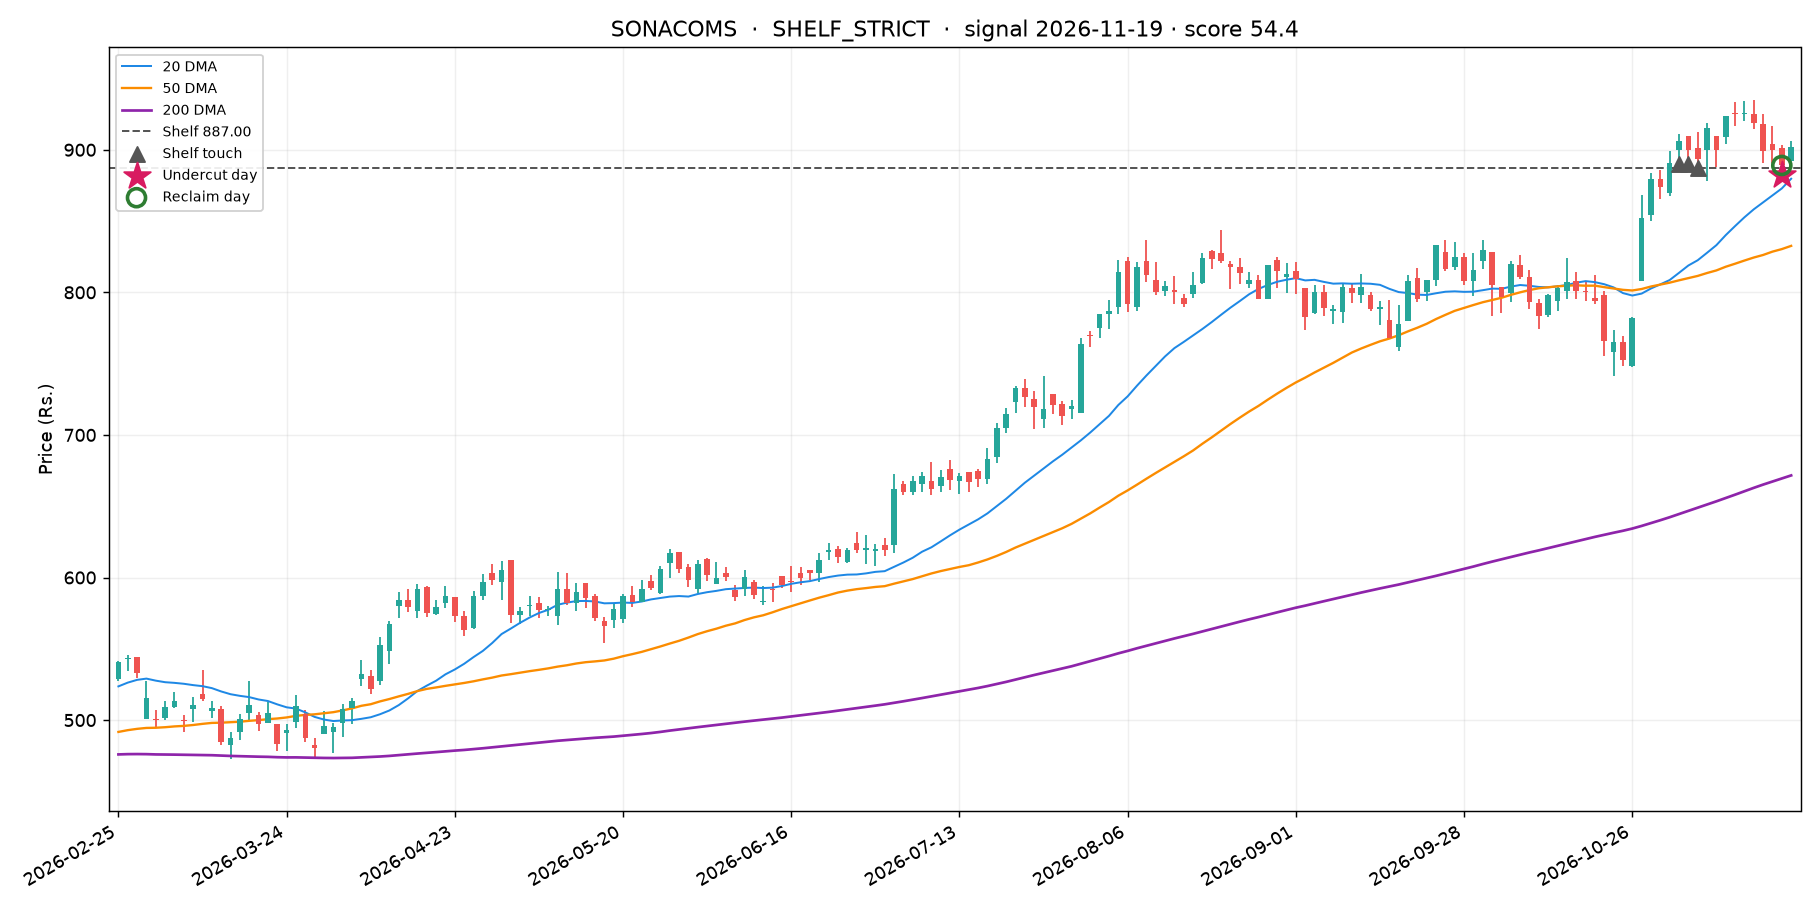 SONACOMS · SHELF_STRICT · signal 2026-11-19 · score 54.4
20 DMA
50 DMA
200 DMA
Shelf 887.00
Shelf touch
Undercut day
Reclaim day
Price (Rs.)
900
800
700
600
500
2026-02-25
2026-03-24
2026-04-23
2026-05-20
2026-06-16
2026-07-13
2026-08-06
2026-09-01
2026-09-28
2026-10-26